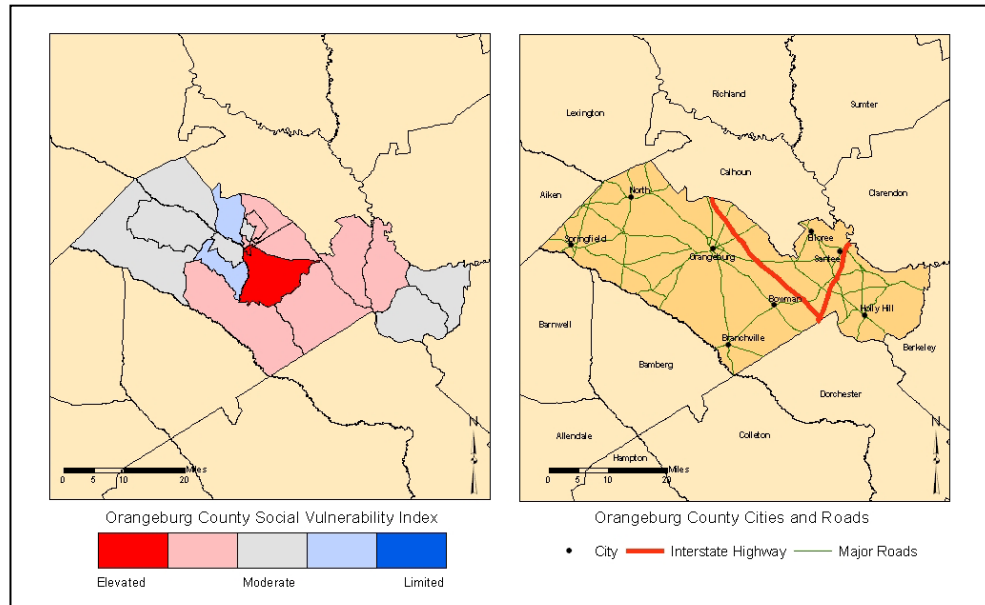 N
Miles
0 5 10 20
Orangeburg County Social Vulnerability Index
Elevated Moderate Limited
Richland
Sumter
Lexington
Calhoun
Aiken
North
Clarendon
Elloree
Springfield
Orangeburg
Santee
Bowman
Holly Hill
Barnwell
Branchville
Berkeley
Bamberg
Dorchester
Allendale
Colleton
N
Hampton
Miles
0 5 10 20
Orangeburg County Cities and Roads
City Interstate Highway Major Roads